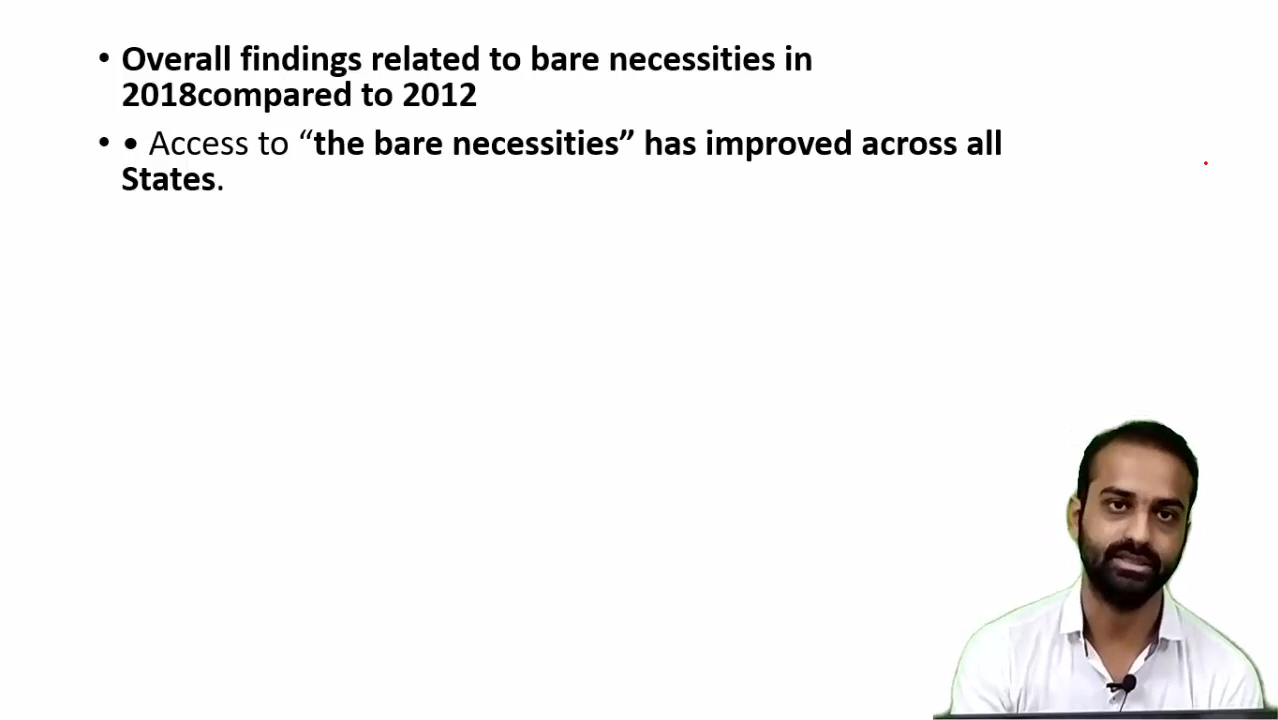 • Overall findings related to bare necessities in
2018compared to 2012
• • Access to “the bare necessities” has improved across all
States.